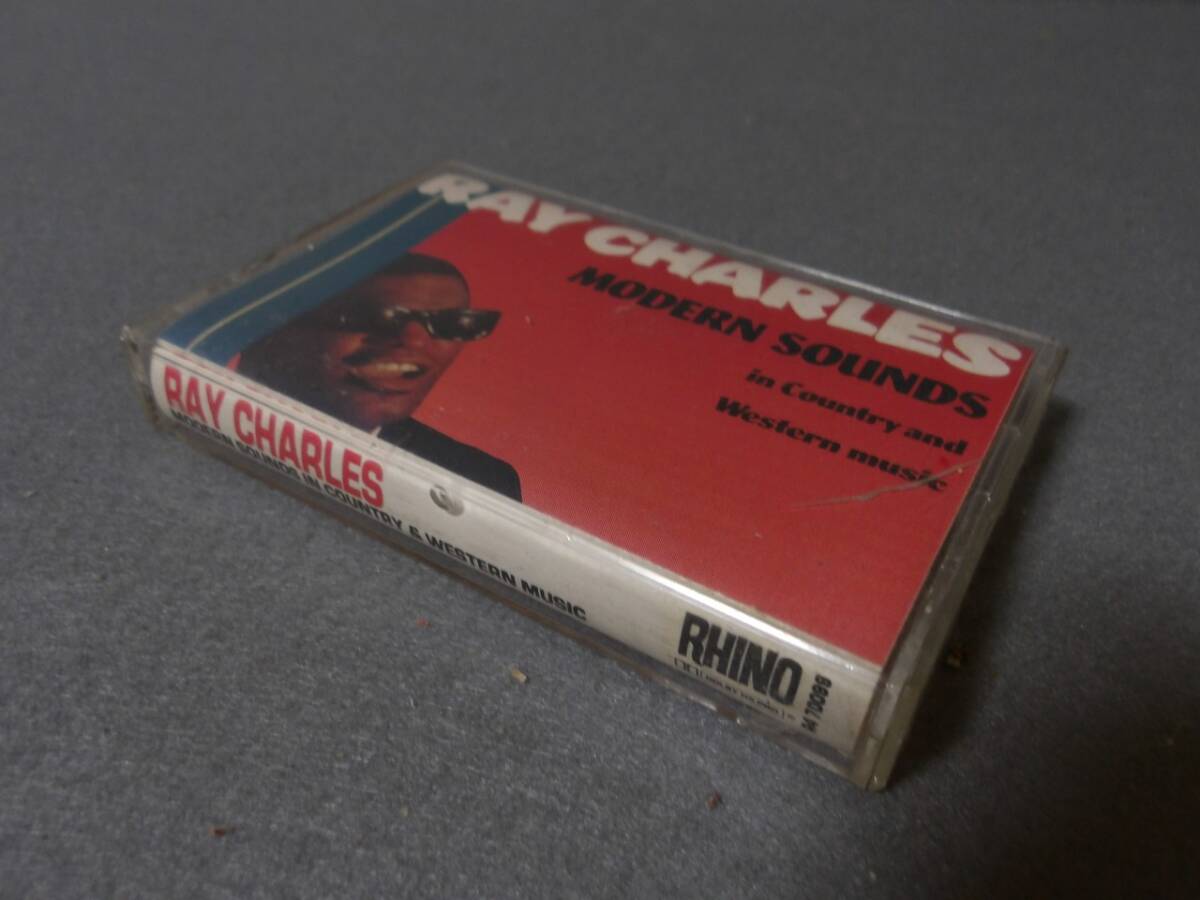 RAY CHARLES
MODERN SOUNDS
in Country and
Western music
RAY CHARLES
MODERN SOUNDS IN COUNTRY & WESTERN MUSIC
RHINO